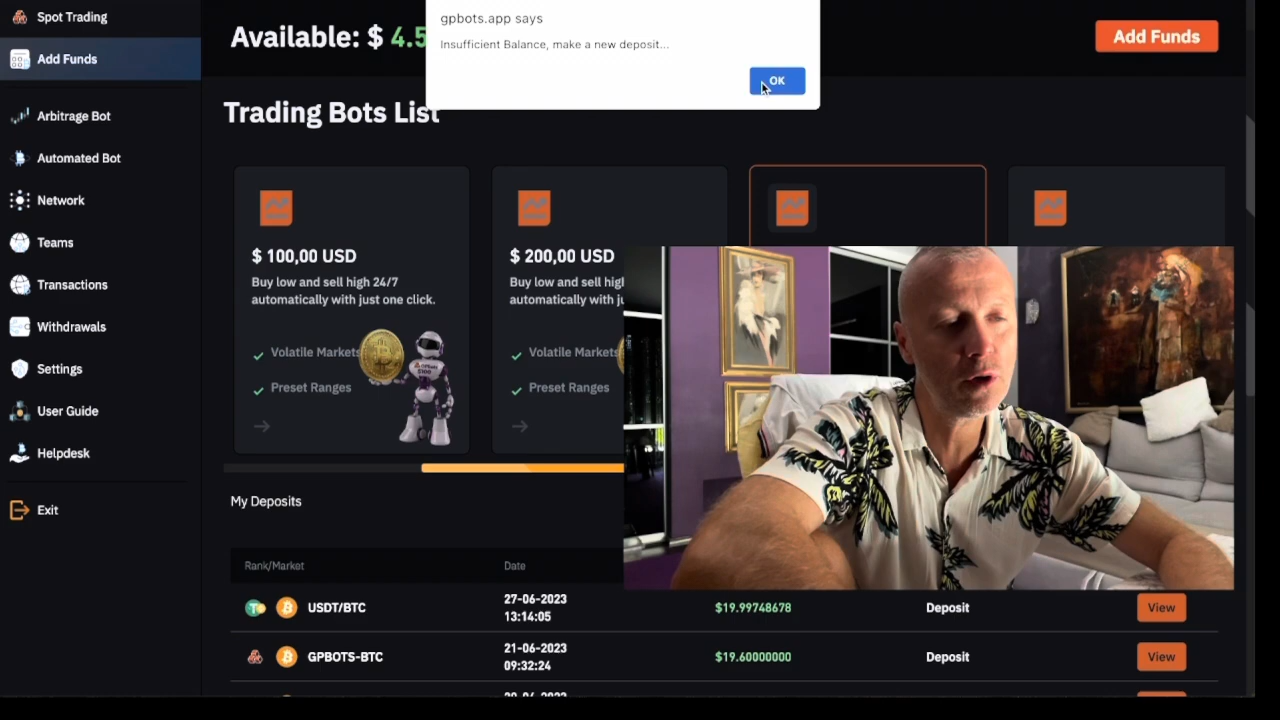 Spot Trading
Add Funds
Arbitrage Bot
Automated Bot
Network
Teams
Transactions
Withdrawals
Settings
User Guide
Helpdesk
Exit
Available: $ 4.5
gpbots.app says
Insufficient Balance, make a new deposit...
OK
Add Funds
Trading Bots List
$ 100,00 USD
Buy low and sell high 24/7
automatically with just one click.
Volatile Markets
Preset Ranges
$ 200,00 USD
Buy low and sell high
automatically with ju
Volatile Markets
Preset Ranges
My Deposits
Rank/Market Date
USDT/BTC 27-06-2023 13:14:05 $19.99748678 Deposit View
GPBOTS-BTC 21-06-2023 09:32:24 $19.60000000 Deposit View